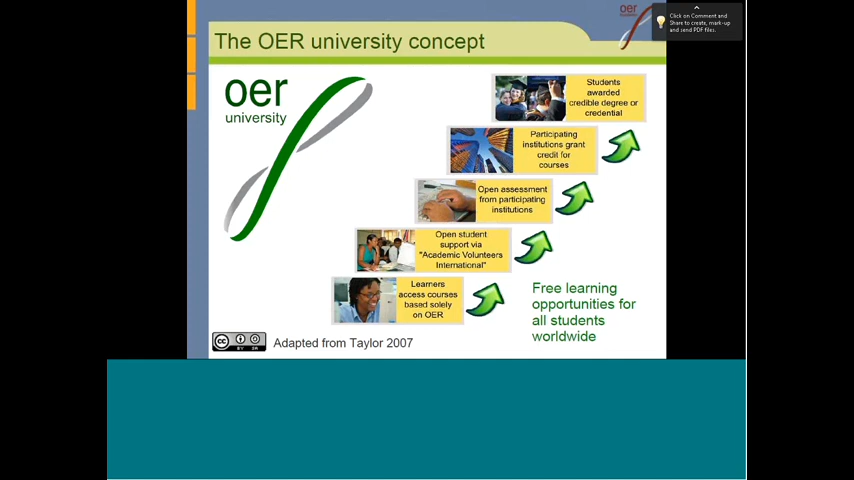 The OER university concept
oer
Click on Comment and
Share to create, mark-up
and send PDF files.
oer
university
Students
awarded
credible degree or
credential
Participating
institutions grant
credit for
courses
Open assessment
from participating
institutions
Open student
support via
"Academic Volunteers
International"
Learners
access courses
based solely
on OER
Free learning
opportunities for
all students
worldwide
cc
BY SA
Adapted from Taylor 2007